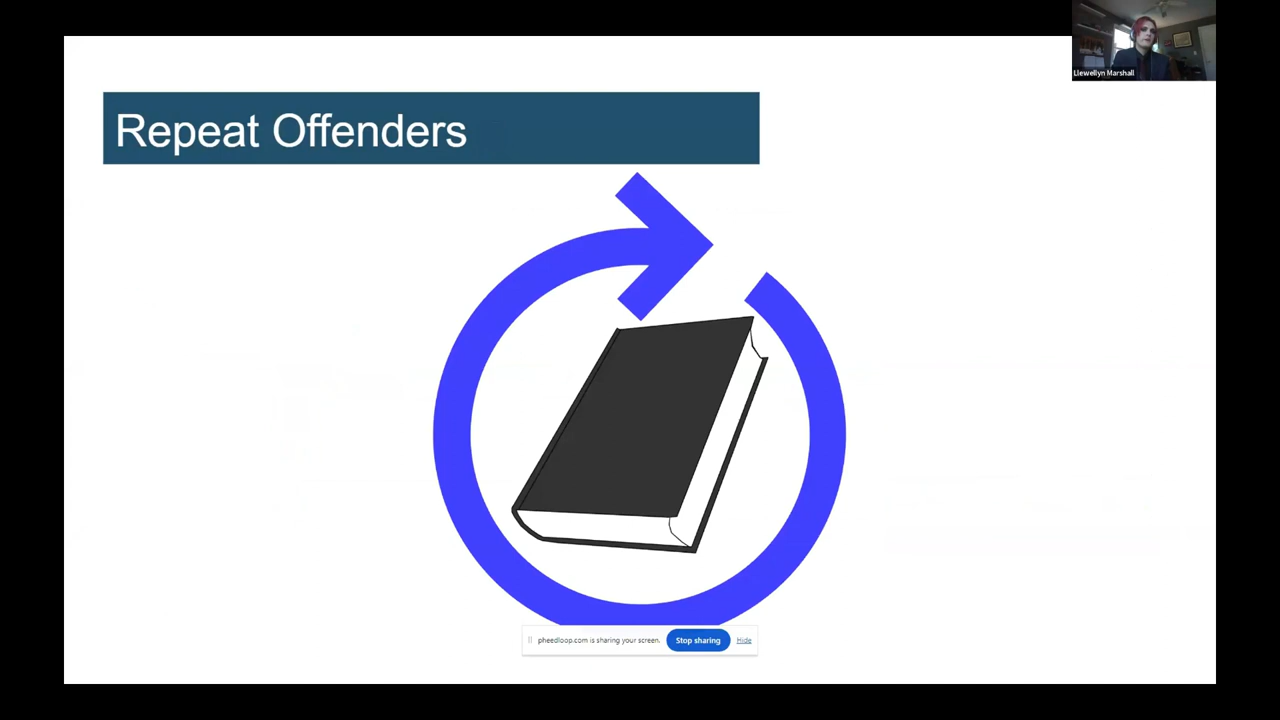 Llewellyn Marshall
Repeat Offenders
pheedloop.com is sharing your screen.
Stop sharing
Hide